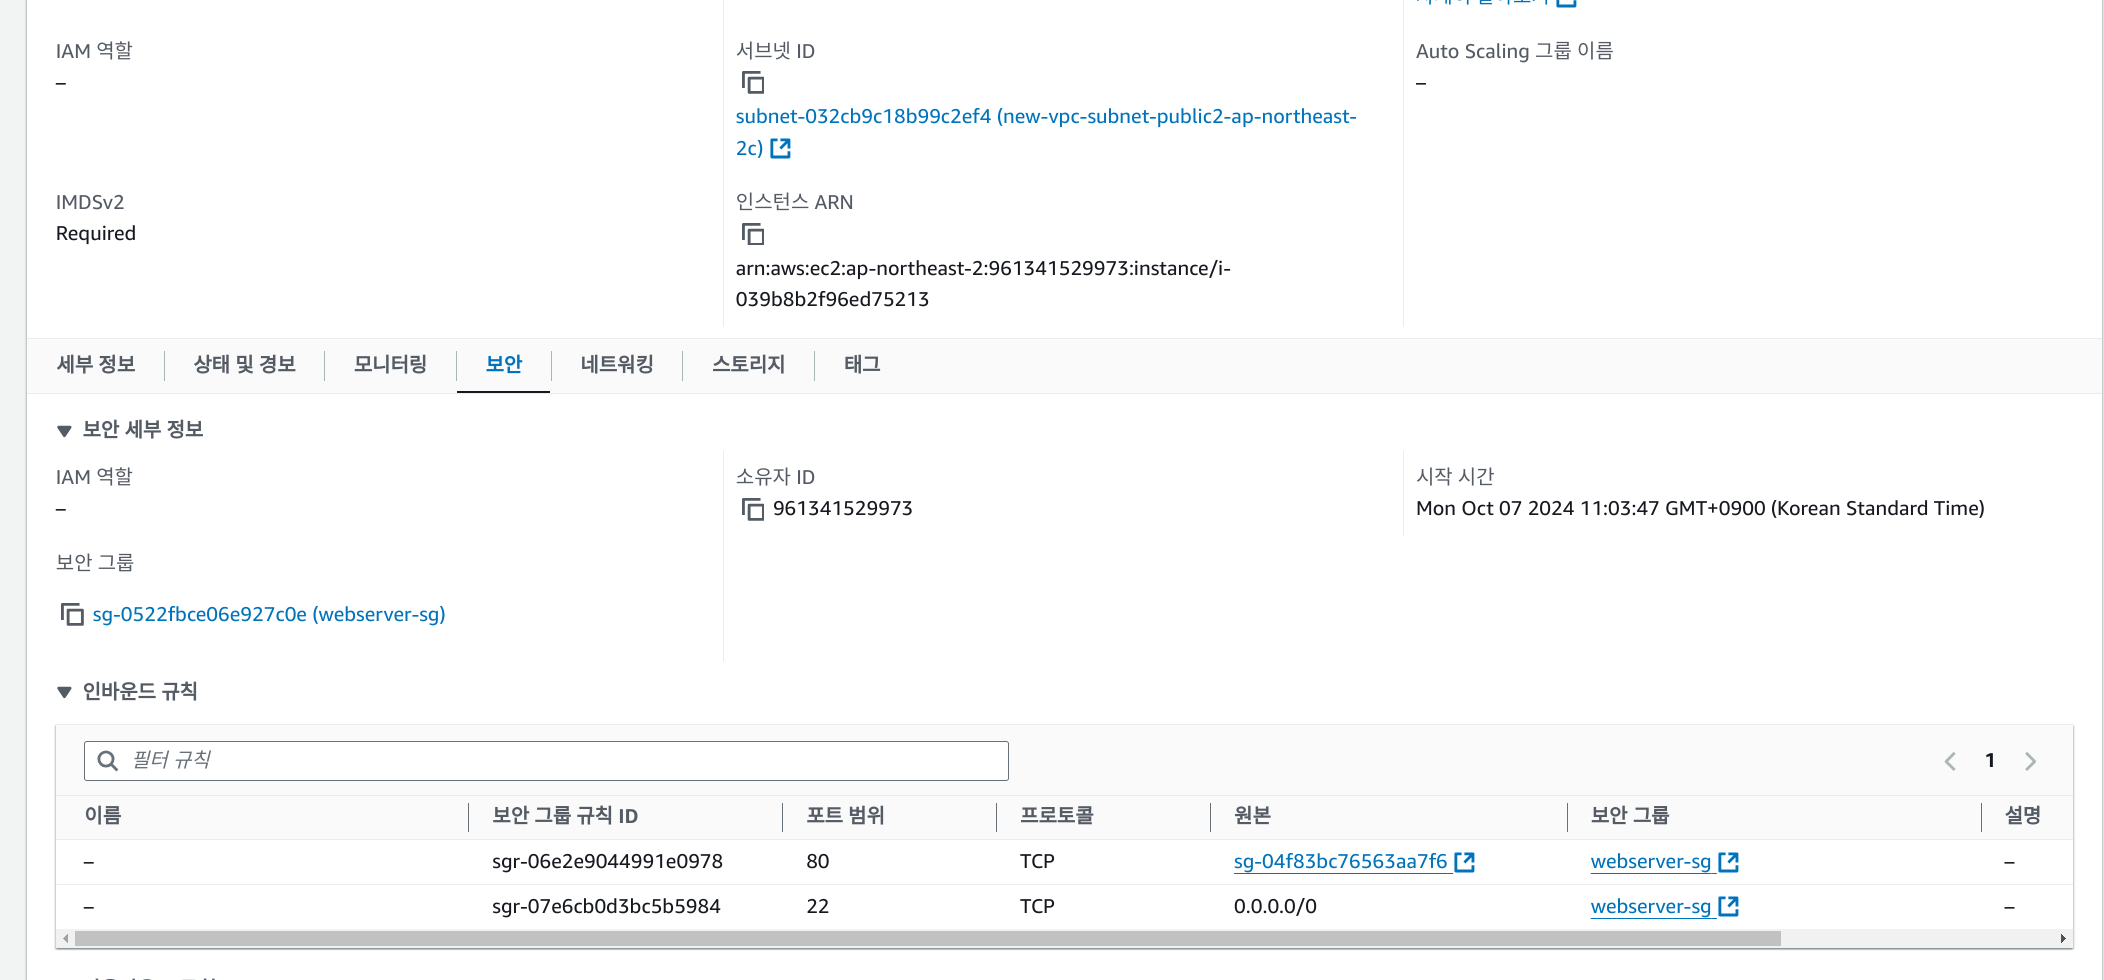 IAM 역할
–
서브넷 ID
subnet-032cb9c18b99c2ef4 (new-vpc-subnet-public2-ap-northeast-
2c)
Auto Scaling 그룹 이름
–
IMDSv2
Required
인스턴스 ARN
arn:aws:ec2:ap-northeast-2:961341529973:instance/i-
039b8b2f96ed75213
세부 정보 상태 및 경보 모니터링 보안 네트워킹 스토리지 태그
보안 세부 정보
IAM 역할
–
소유자 ID
961341529973
시작 시간
Mon Oct 07 2024 11:03:47 GMT+0900 (Korean Standard Time)
보안 그룹
sg-0522fbce06e927c0e (webserver-sg)
인바운드 규칙
필터 규칙
1
이름 보안 그룹 규칙 ID 포트 범위 프로토콜 원본 보안 그룹 설명
– sgr-06e2e9044991e0978 80 TCP sg-04f83bc76563aa7f6 webserver-sg –
– sgr-07e6cb0d3bc5b5984 22 TCP 0.0.0.0/0 webserver-sg –